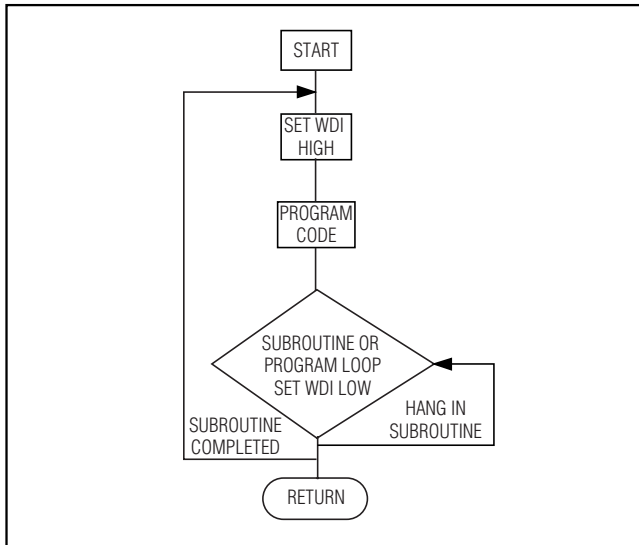 START
SET WDI
HIGH
PROGRAM
CODE
SUBROUTINE OR
PROGRAM LOOP
SET WDI LOW
SUBROUTINE
COMPLETED
HANG IN
SUBROUTINE
RETURN